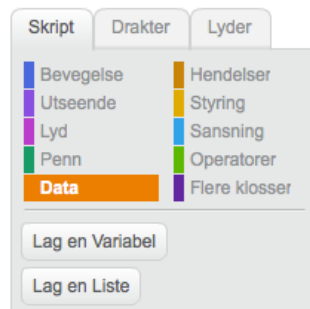 Skript Drakter Lyder
Bevegelse Hendelser
Utseende Styring
Lyd Sansning
Penn Operatorer
Data Flere klosser
Lag en Variabel
Lag en Liste